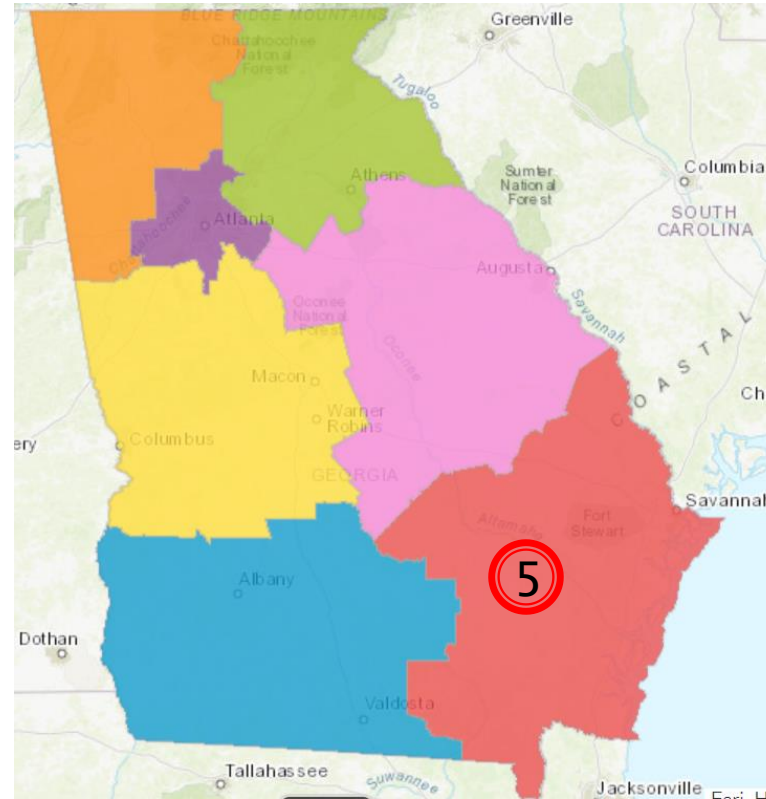 BLUE RIDGE MOUNTAINS
Greenville
Chattahoochee
National
Forest
Tugaloo
Athens
Sumter
National
Forest
Columbia
SOUTH
CAROLINA
Atlanta
Chattahoochee
Augusta
Savannah
Oconee
National
Forest
Oconee
COASTAL
Macon
Ch
Warner
Robins
ery
Columbus
GEORGIA
Savannah
Altamaha
Fort
Stewart
5
Albany
Dothan
Valdosta
Tallahassee
Suwannee
Jacksonville
Esri, H